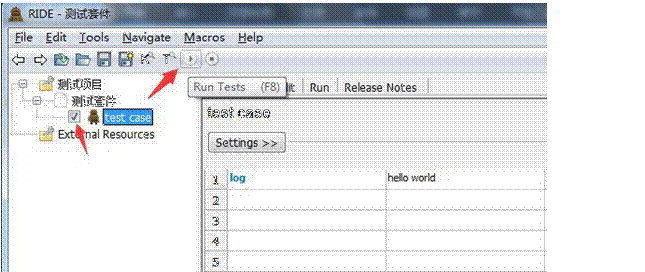 RIDE - 测试套件
File Edit Tools Navigate Macros Help
测试项目
测试套件
test case
External Resources
Run Tests (F8)
Run
Release Notes
test case
Settings >>
1 log hello world
2
3
4
5